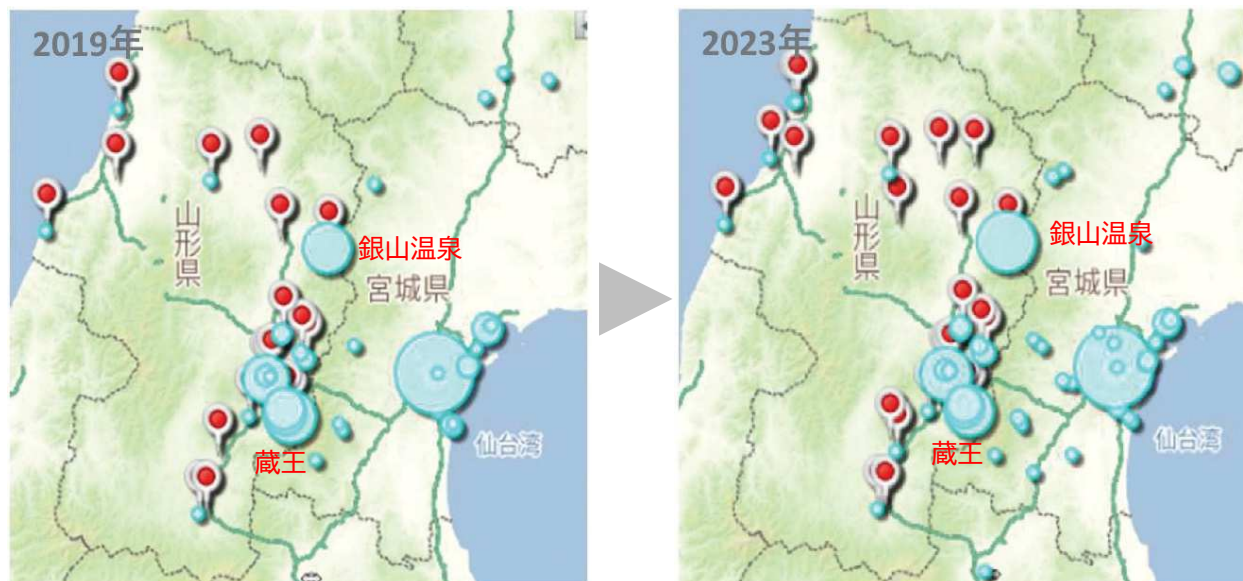 2019年
山形県
銀山温泉
宮城県
蔵王
仙台湾
2023年
山形県
銀山温泉
宮城県
蔵王
仙台湾